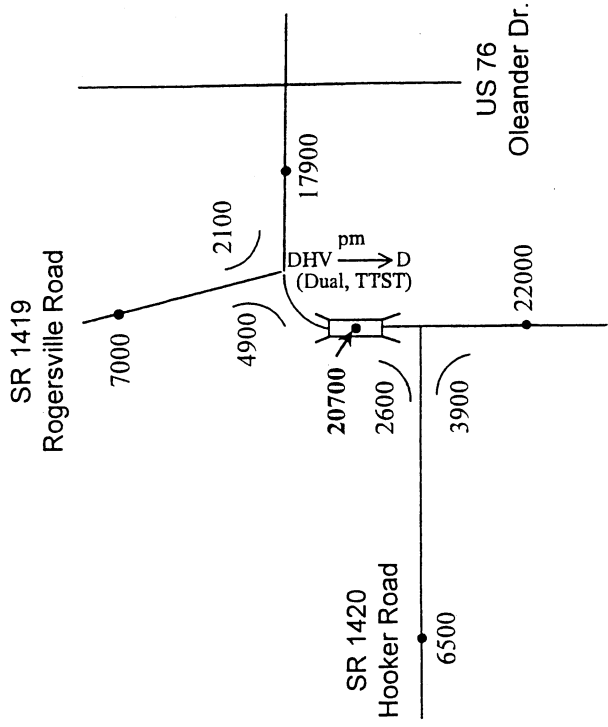 SR 1419
Rogersville Road
7000
2100
4900
17900
US 76
Oleander Dr.
pm
DHV D
(Dual, TTST)
20700
2600
3900
22000
SR 1420
Hooker Road
6500